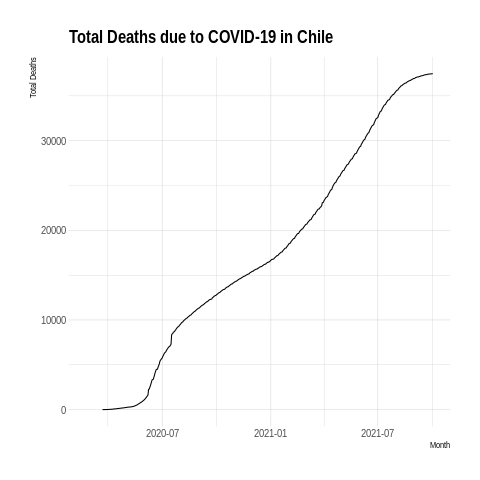 Total Deaths due to COVID-19 in Chile
Total Deaths
30000
20000
10000
0
2020-07 2021-01 2021-07
Month